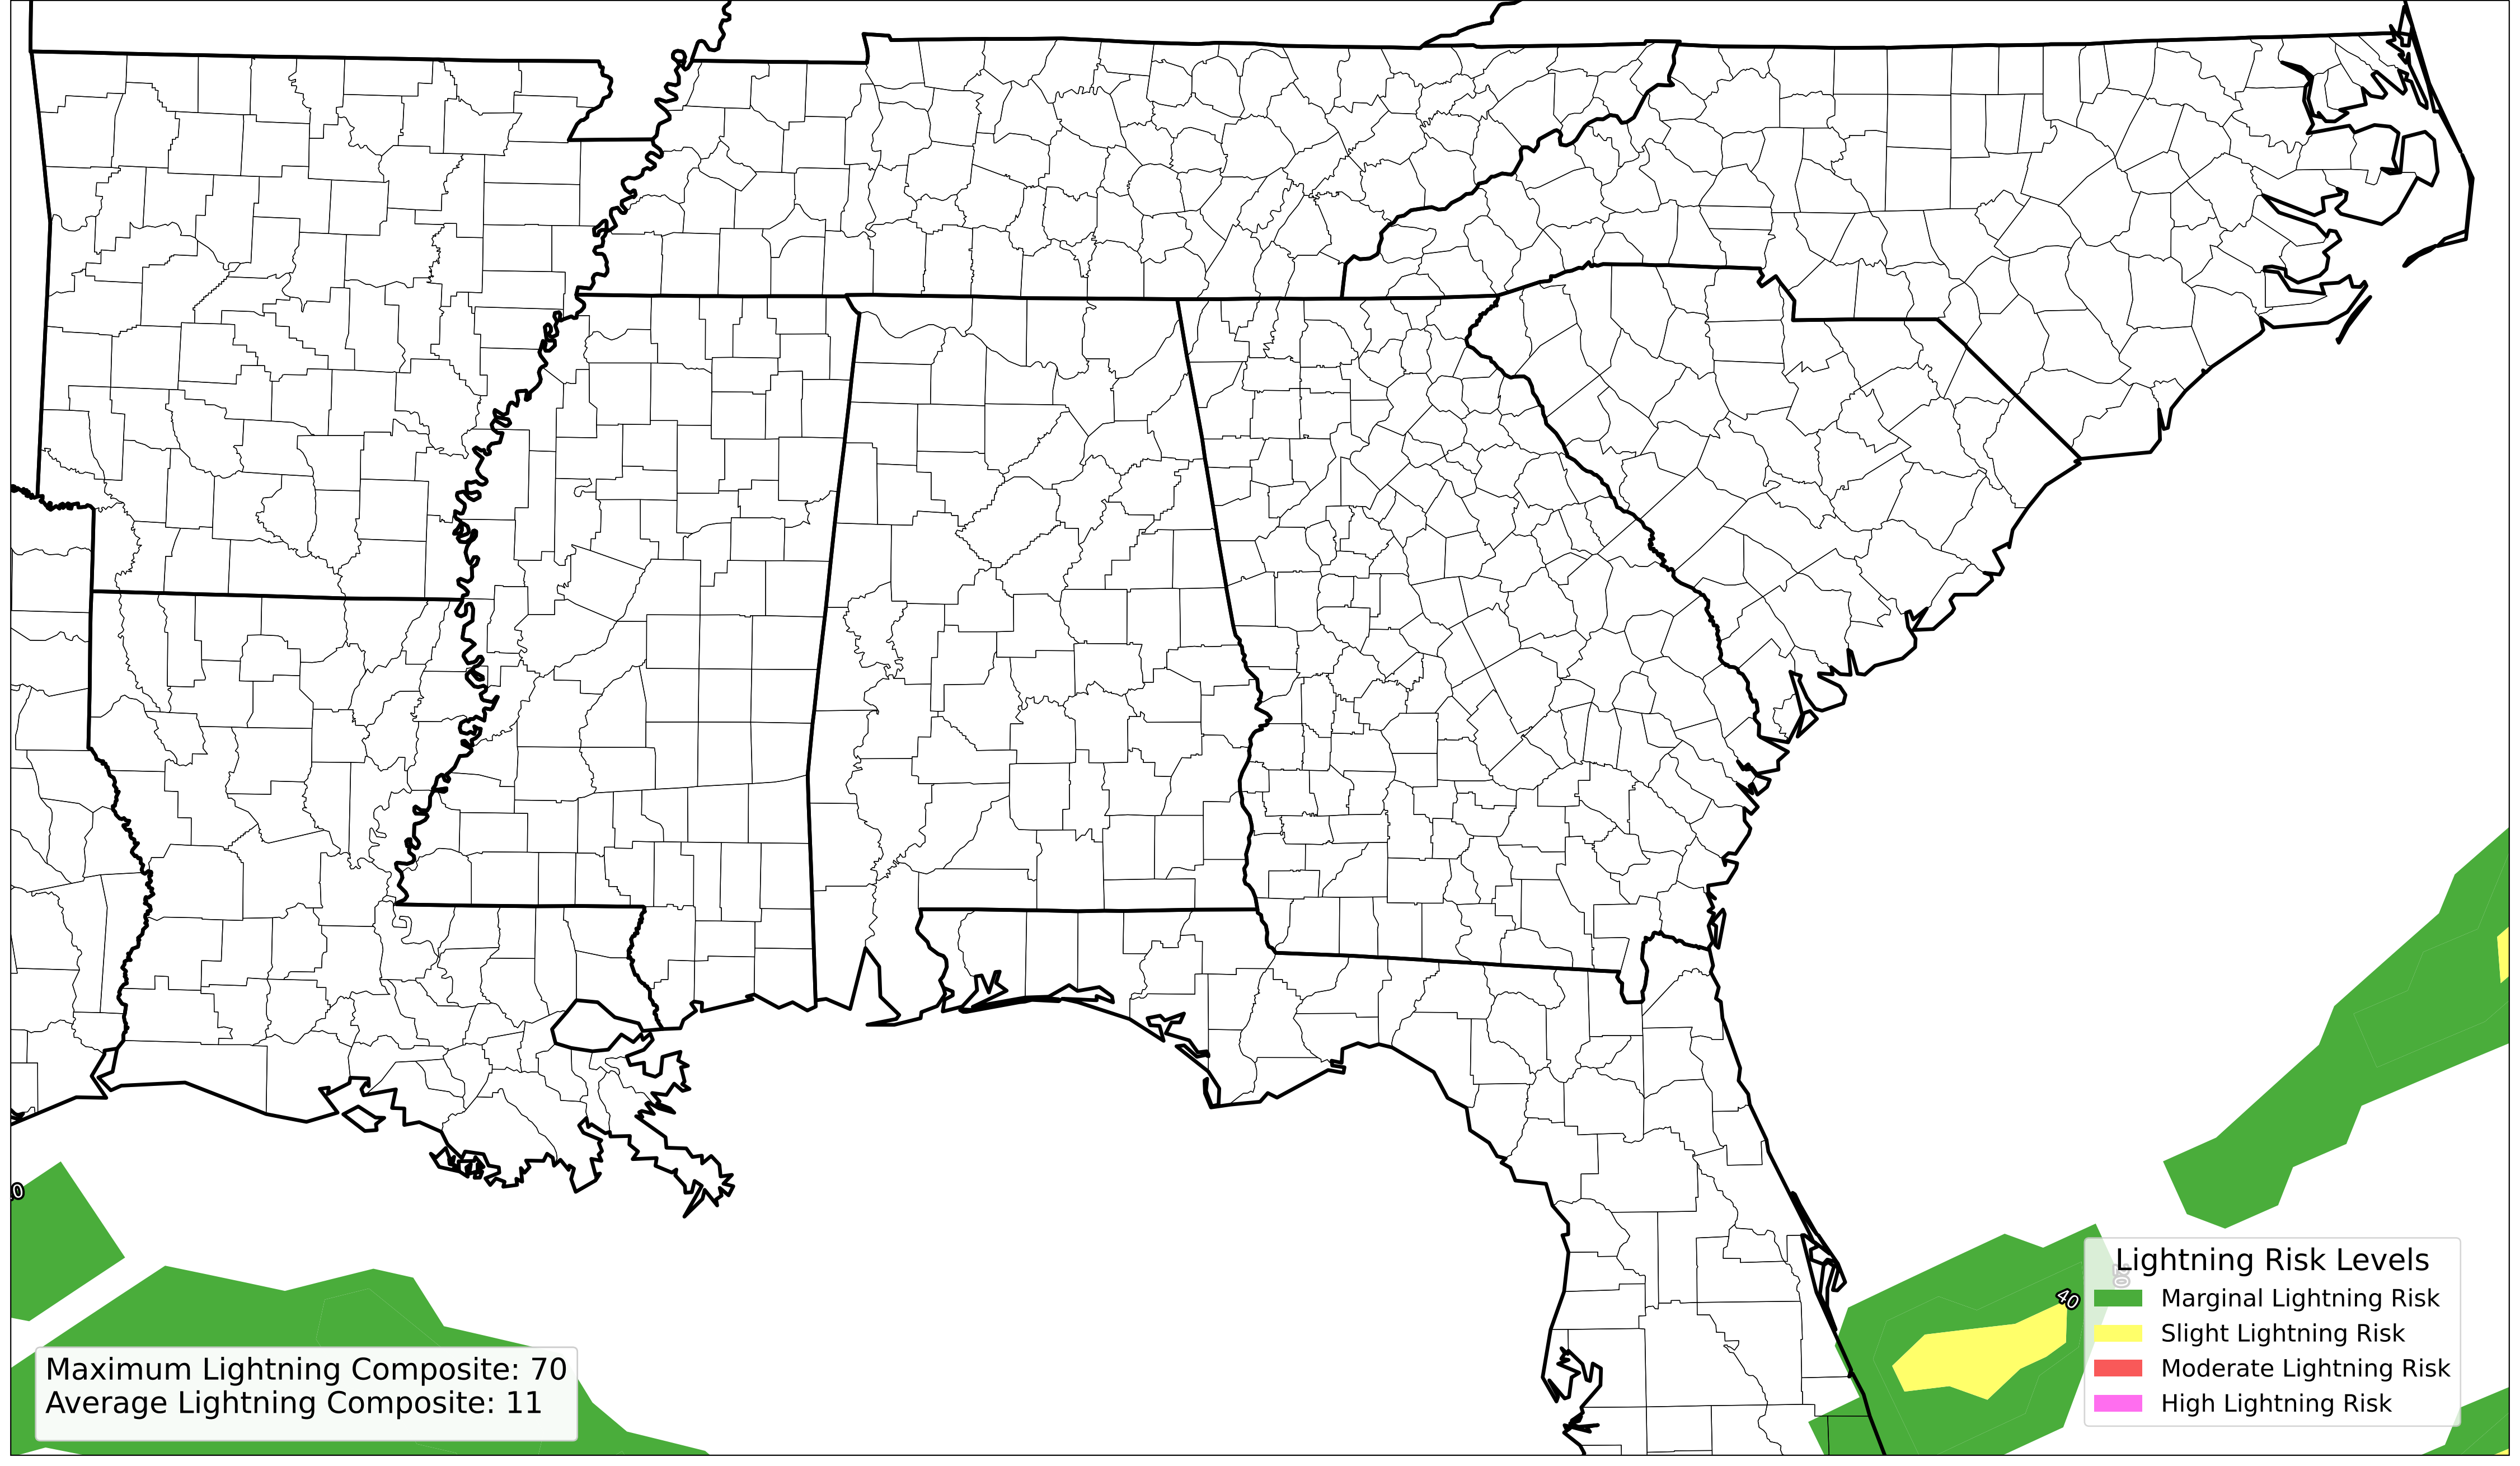 40
Lightning Risk Levels
Marginal Lightning Risk
Slight Lightning Risk
Moderate Lightning Risk
High Lightning Risk
Maximum Lightning Composite: 70
Average Lightning Composite: 11